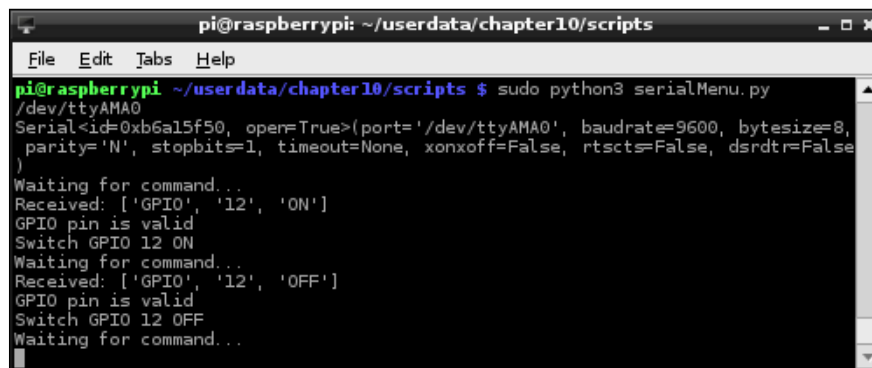 pi@raspberrypi: ~/userdata/chapter10/scripts
File Edit Tabs Help
pi@raspberrypi ~/userdata/chapter10/scripts $ sudo python3 serialMenu.py
/dev/ttyAMA0
Serial<id=0xb6a15f50, open=True>(port='/dev/ttyAMA0', baudrate=9600, bytesize=8,
 parity='N', stopbits=1, timeout=None, xonxoff=False, rtscts=False, dsrdtr=False
)
Waiting for command...
Received: ['GPIO', '12', 'ON']
GPIO pin is valid
Switch GPIO 12 ON
Waiting for command...
Received: ['GPIO', '12', 'OFF']
GPIO pin is valid
Switch GPIO 12 OFF
Waiting for command...